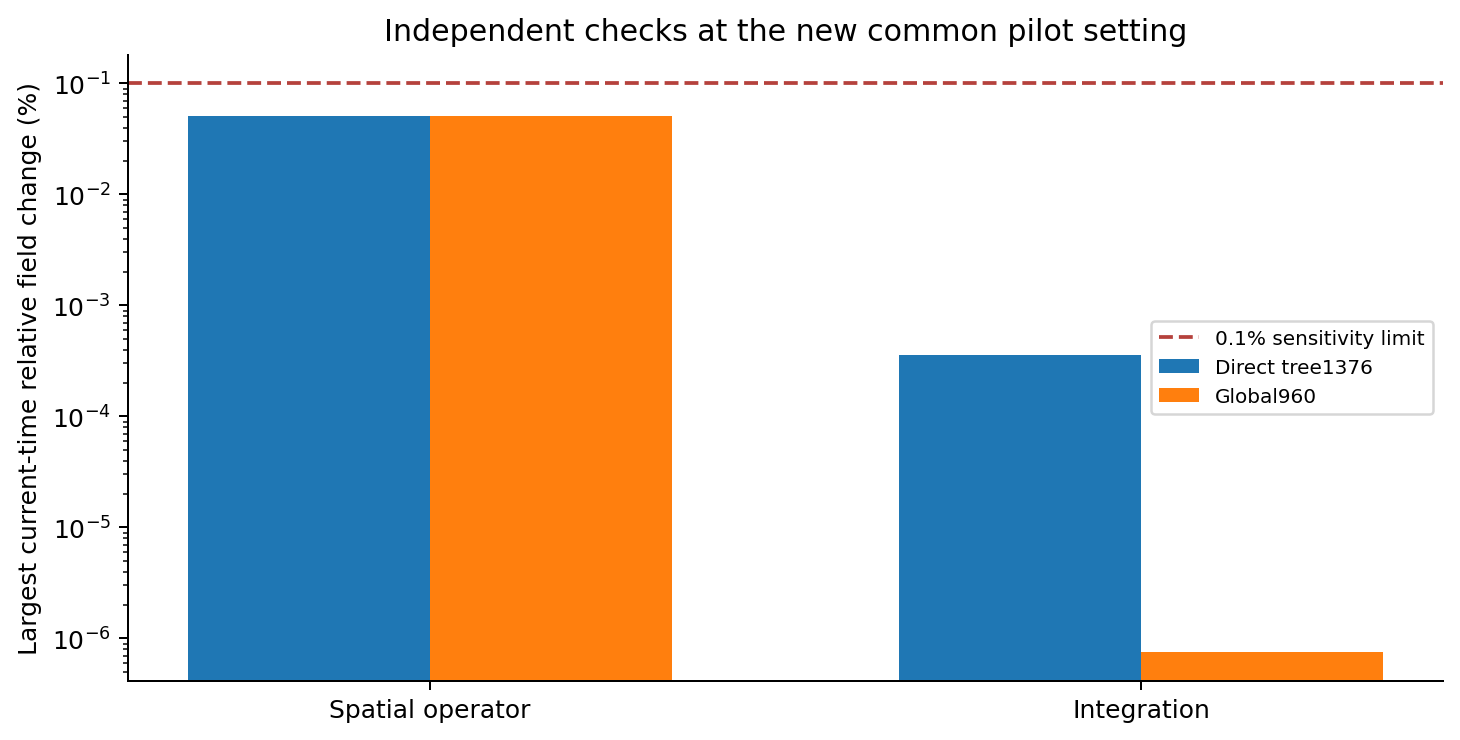 Independent checks at the new common pilot setting
Largest current-time relative field change (%)
10⁻¹
10⁻²
10⁻³
10⁻⁴
10⁻⁵
10⁻⁶
0.1% sensitivity limit
Direct tree1376
Global960
Spatial operator
Integration